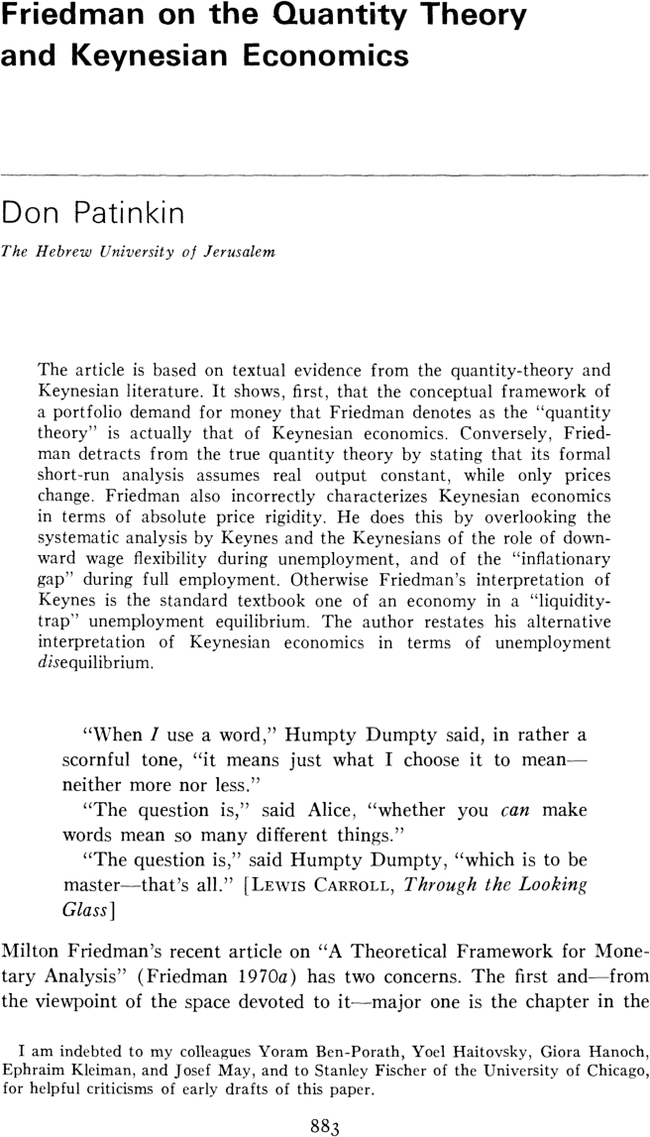 Friedman on the Quantity Theory
and Keynesian Economics
Don Patinkin
The Hebrew University of Jerusalem
The article is based on textual evidence from the quantity-theory and
Keynesian literature. It shows, first, that the conceptual framework of
a portfolio demand for money that Friedman denotes as the “quantity
theory” is actually that of Keynesian economics. Conversely, Fried-
man detracts from the true quantity theory by stating that its formal
short-run analysis assumes real output constant, while only prices
change. Friedman also incorrectly characterizes Keynesian economics
in terms of absolute price rigidity. He does this by overlooking the
systematic analysis by Keynes and the Keynesians of the role of down-
ward wage flexibility during unemployment, and of the “inflationary
gap” during full employment. Otherwise Friedman’s interpretation of
Keynes is the standard textbook one of an economy in a “liquidity-
trap” unemployment equilibrium. The author restates his alternative
interpretation of Keynesian economics in terms of unemployment
disequilibrium.
“When I use a word,” Humpty Dumpty said, in rather a
scornful tone, “it means just what I choose it to mean—
neither more nor less.”
“The question is,” said Alice, “whether you can make
words mean so many different things.”
“The question is,” said Humpty Dumpty, “which is to be
master—that’s all.” [LEWIS CARROLL, Through the Looking
Glass]
Milton Friedman’s recent article on “A Theoretical Framework for Mone-
tary Analysis” (Friedman 1970a) has two concerns. The first and—from
the viewpoint of the space devoted to it—major one is the chapter in the
I am indebted to my colleagues Yoram Ben-Porath, Yoel Haitovsky, Giora Hanoch,
Ephraim Kleiman, and Josef May, and to Stanley Fischer of the University of Chicago,
for helpful criticisms of early drafts of this paper.
883